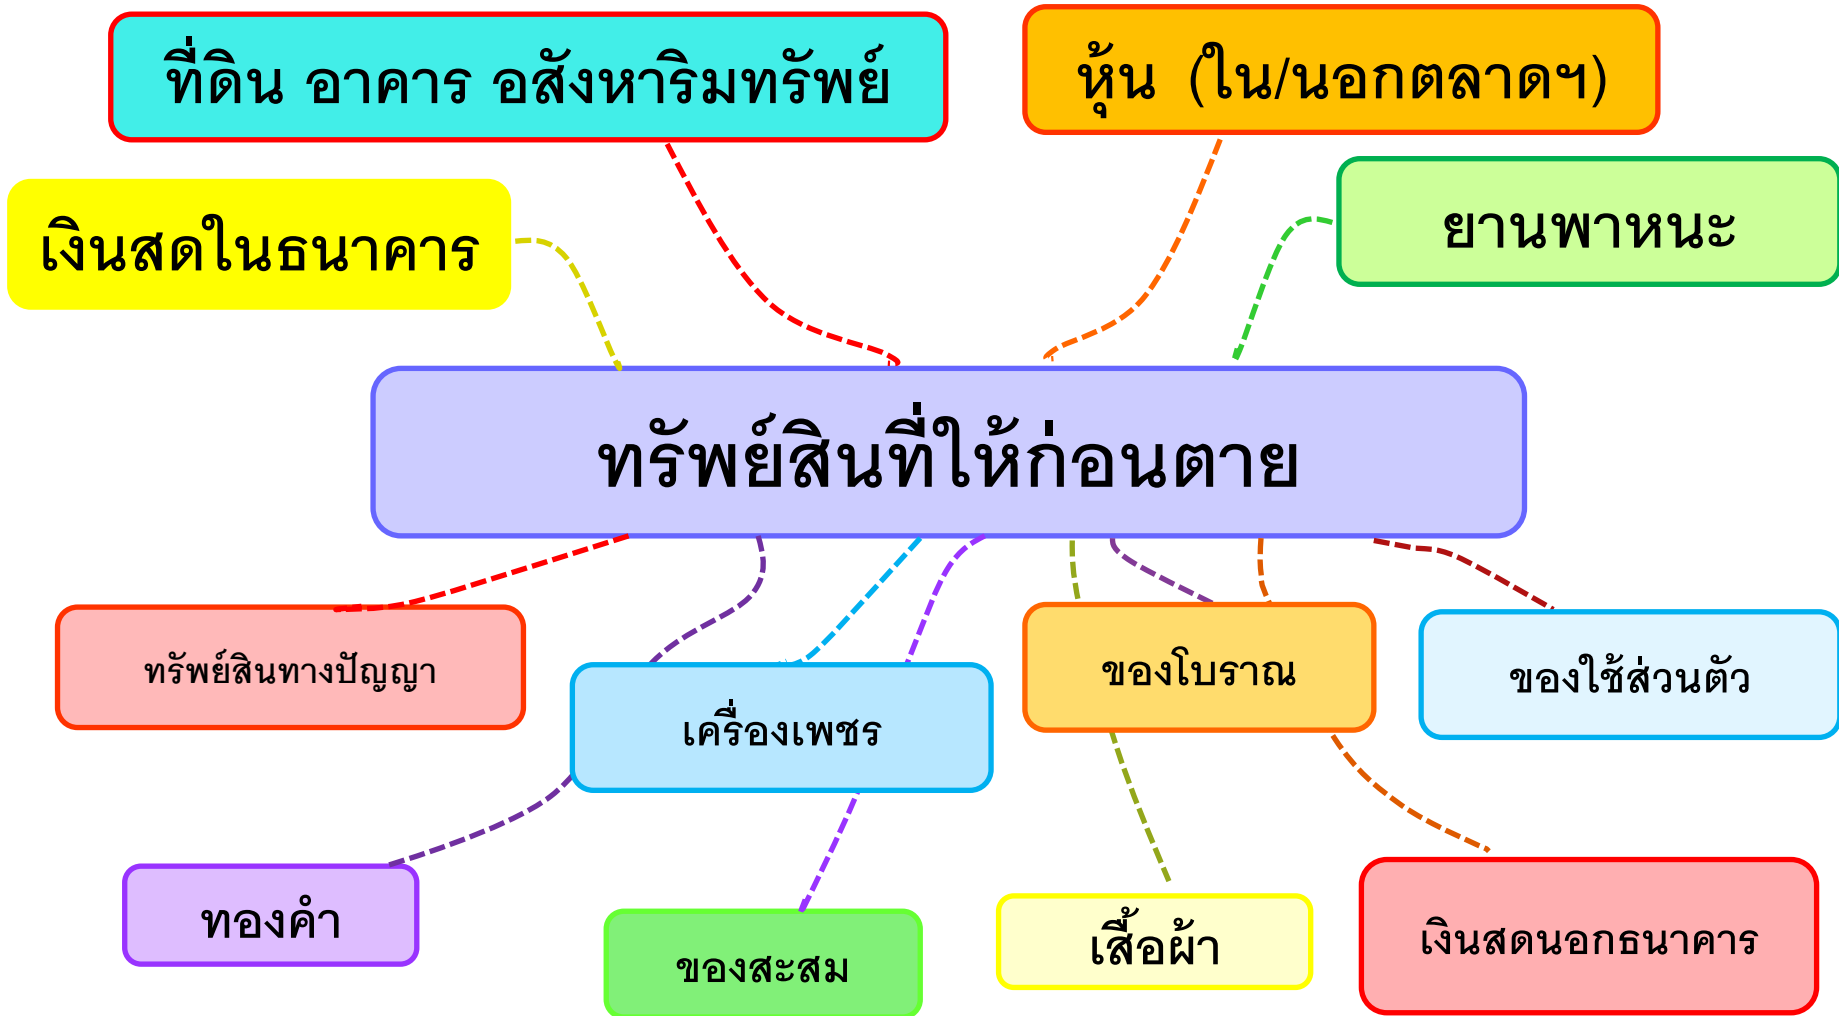 ที่ดิน อาคาร อสังหาริมทรัพย์
หุ้น (ใน/นอกตลาดฯ)
เงินสดในธนาคาร
ยานพาหนะ
ทรัพย์สินที่ให้ก่อนตาย
ทรัพย์สินทางปัญญา
เครื่องเพชร
ของโบราณ
ของใช้ส่วนตัว
ทองคำ
ของสะสม
เสื้อผ้า
เงินสดนอกธนาคาร